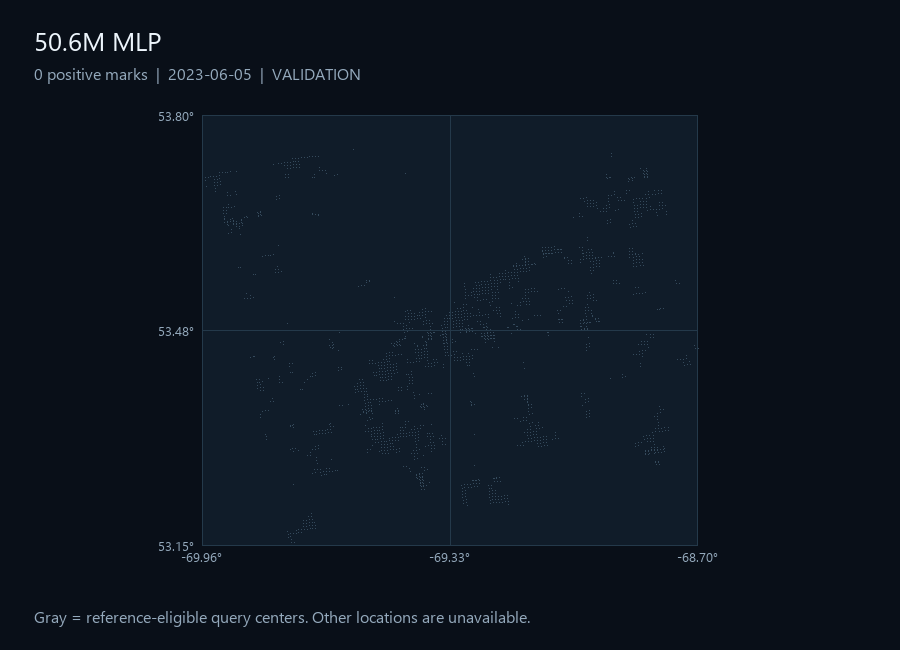 50.6M MLP
0 positive marks | 2023-06-05 | VALIDATION
53.80°
53.48°
53.15°
-69.96°
-69.33°
-68.70°
Gray = reference-eligible query centers. Other locations are unavailable.